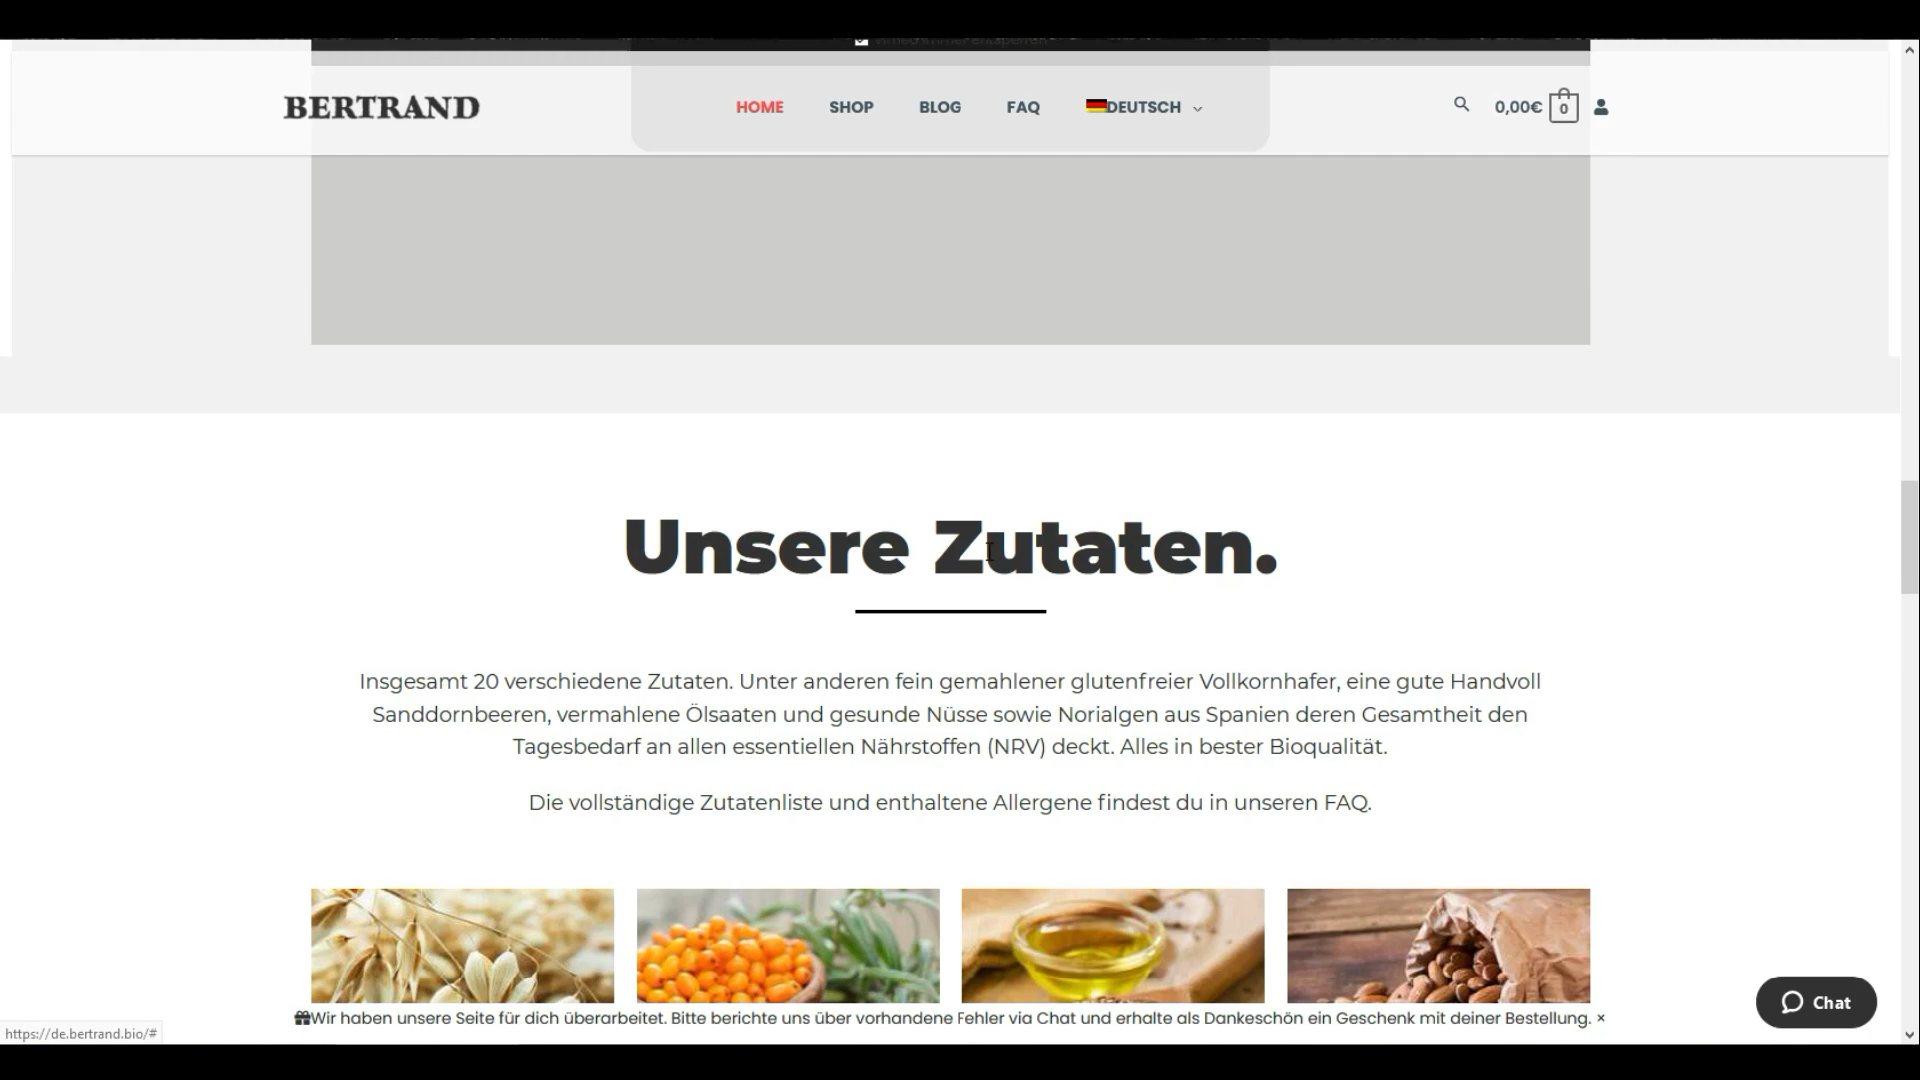 BERTRAND
HOME SHOP BLOG FAQ DEUTSCH
0,00€ 0
Unsere Zutaten.
Insgesamt 20 verschiedene Zutaten. Unter anderen fein gemahlener glutenfreier Vollkornhafer, eine gute Handvoll
Sanddornbeeren, vermahlene Ölsaaten und gesunde Nüsse sowie Norialgen aus Spanien deren Gesamtheit den
Tagesbedarf an allen essentiellen Nährstoffen (NRV) deckt. Alles in bester Bioqualität.
Die vollständige Zutatenliste und enthaltene Allergene findest du in unseren FAQ.
Chat
Wir haben unsere Seite für dich überarbeitet. Bitte berichte uns über vorhandene Fehler via Chat und erhalte als Dankeschön ein Geschenk mit deiner Bestellung. ×
https://de.bertrand.bio/#